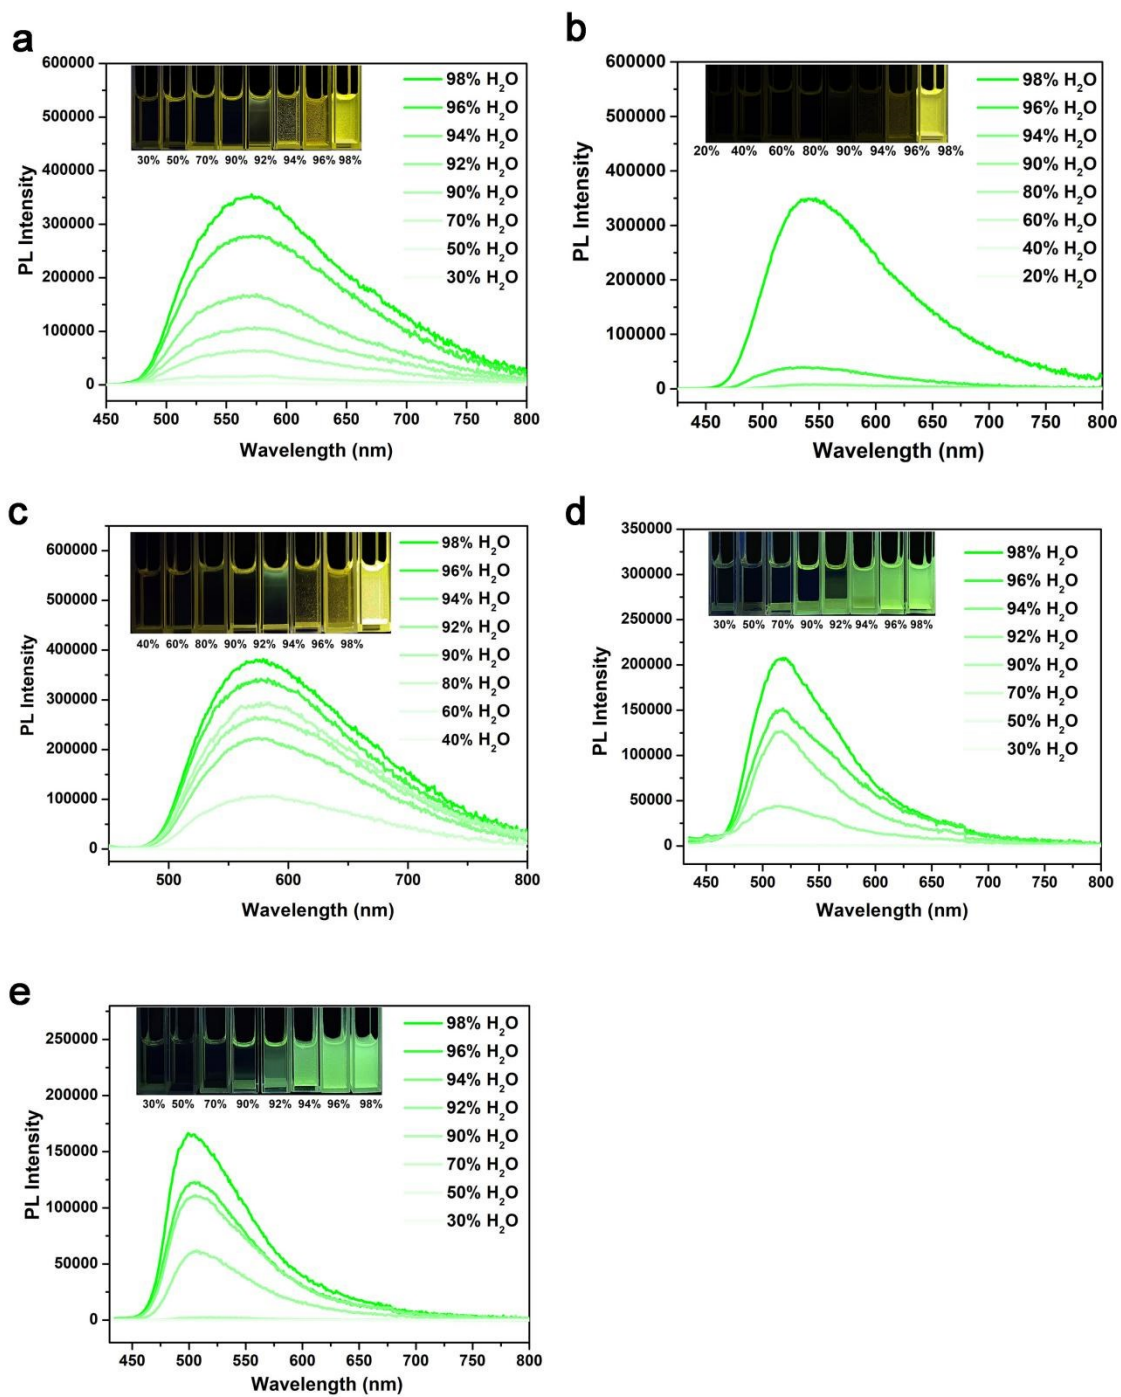 a
600000
500000
400000
300000
200000
100000
0
PL Intensity
30% 50% 70% 90% 92% 94% 96% 98%
98% H2O
96% H2O
94% H2O
92% H2O
90% H2O
70% H2O
50% H2O
30% H2O
450 500 550 600 650 700 750 800
Wavelength (nm)
b
600000
500000
400000
300000
200000
100000
0
PL Intensity
20% 40% 60% 80% 90% 94% 96% 98%
98% H2O
96% H2O
94% H2O
90% H2O
80% H2O
60% H2O
40% H2O
20% H2O
450 500 550 600 650 700 750 800
Wavelength (nm)
c
600000
500000
400000
300000
200000
100000
0
PL Intensity
40% 60% 80% 90% 92% 94% 96% 98%
98% H2O
96% H2O
94% H2O
92% H2O
90% H2O
80% H2O
60% H2O
40% H2O
500 600 700 800
Wavelength (nm)
d
350000
300000
250000
200000
150000
100000
50000
0
PL Intensity
30% 50% 70% 90% 92% 94% 96% 98%
98% H2O
96% H2O
94% H2O
92% H2O
90% H2O
70% H2O
50% H2O
30% H2O
450 500 550 600 650 700 750 800
Wavelength (nm)
e
250000
200000
150000
100000
50000
0
PL Intensity
30% 50% 70% 90% 92% 94% 96% 98%
98% H2O
96% H2O
94% H2O
92% H2O
90% H2O
70% H2O
50% H2O
30% H2O
450 500 550 600 650 700 750 800
Wavelength (nm)